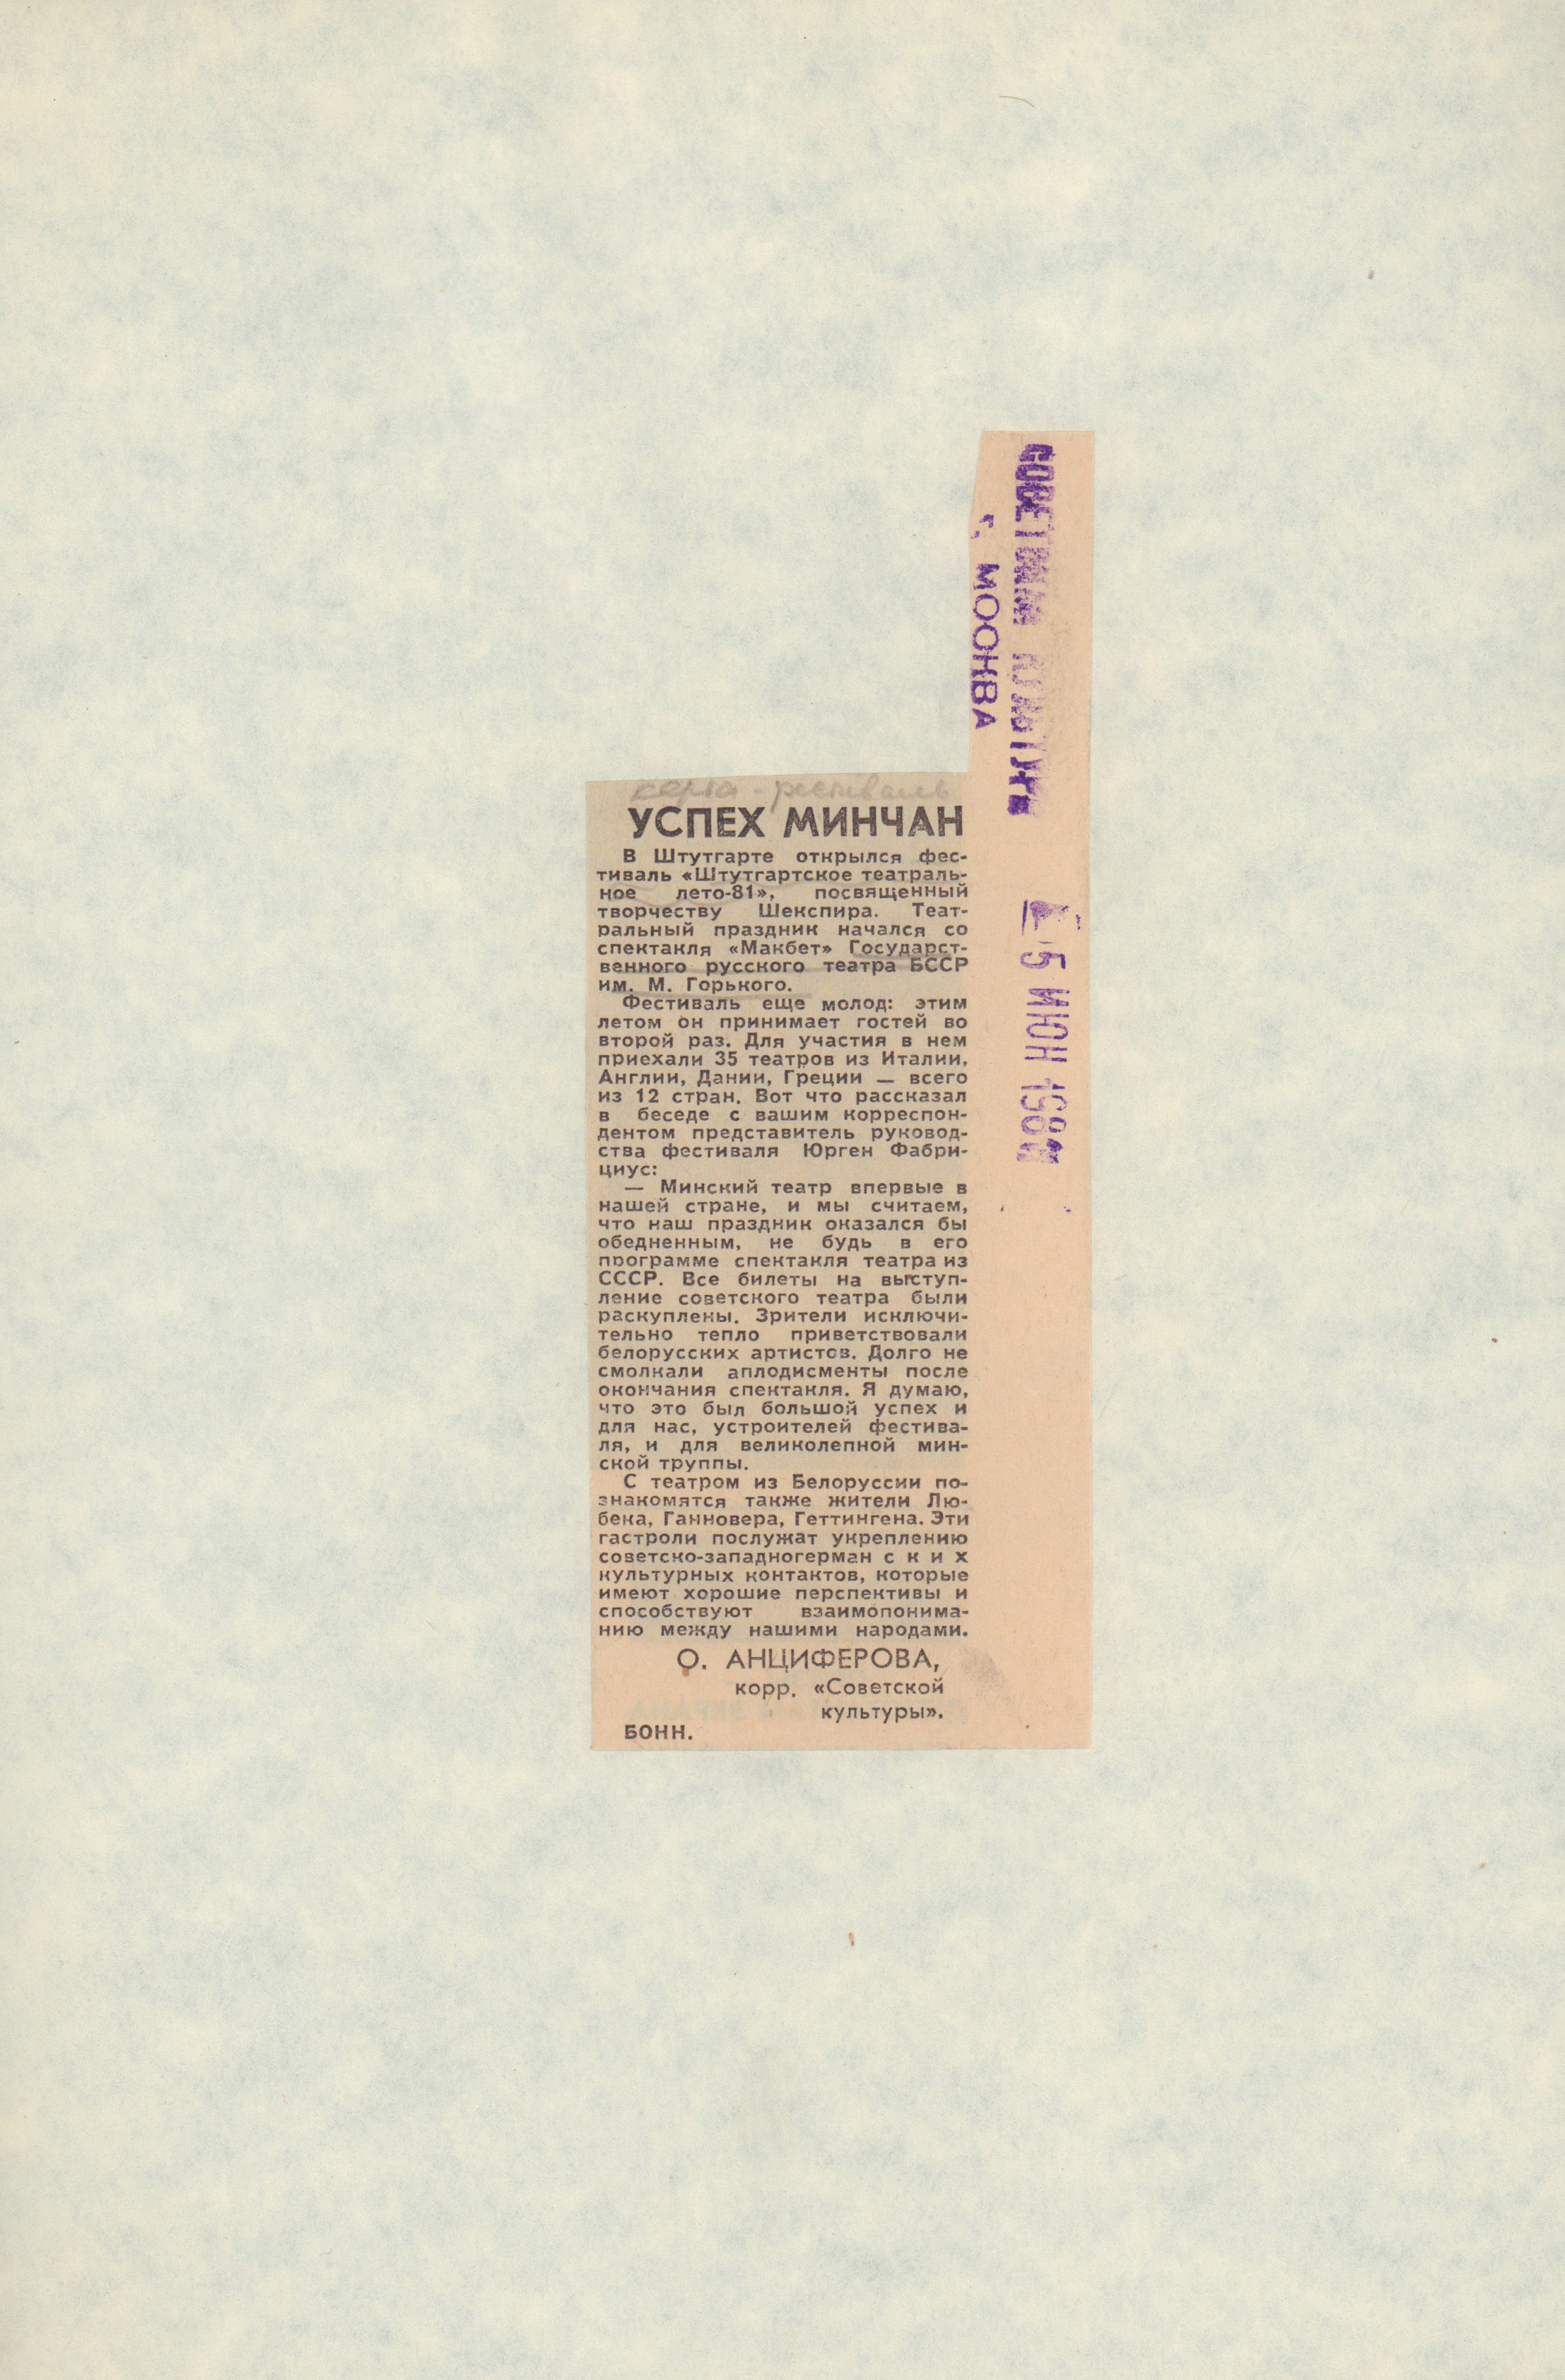 СОВЕТСКАЯ КУЛЬТУРА
г. МОСКВА
5 ИЮН 1981
УСПЕХ МИНЧАН
В Штутгарте открылся фес-
тиваль «Штутгартское театраль-
ное лето-81», посвященный
творчеству Шекспира. Теат-
ральный праздник начался со
спектакля «Макбет» Государст-
венного русского театра БССР
им. М. Горького.
Фестиваль еще молод: этим
летом он принимает гостей во
второй раз. Для участия в нем
приехали 35 театров из Италии,
Англии, Дании, Греции — всего
из 12 стран. Вот что рассказал
в беседе с вашим корреспон-
дентом представитель руковод-
ства фестиваля Юрген Фабри-
циус:
— Минский театр впервые в
нашей стране, и мы считаем,
что наш праздник оказался бы
обедненным, не будь в его
программе спектакля театра из
СССР. Все билеты на выступ-
ление советского театра были
раскуплены. Зрители исключи-
тельно тепло приветствовали
белорусских артистов. Долго не
смолкали аплодисменты после
окончания спектакля. Я думаю,
что это был большой успех и
для нас, устроителей фестива-
ля, и для великолепной мин-
ской труппы.
С театром из Белоруссии по-
знакомятся также жители Лю-
бека, Ганновера, Геттингена. Эти
гастроли послужат укреплению
советско-западногерман с к и х
культурных контактов, которые
имеют хорошие перспективы и
способствуют взаимопонима-
нию между нашими народами.
О. АНЦИФЕРОВА,
корр. «Советской
культуры».
БОНН.